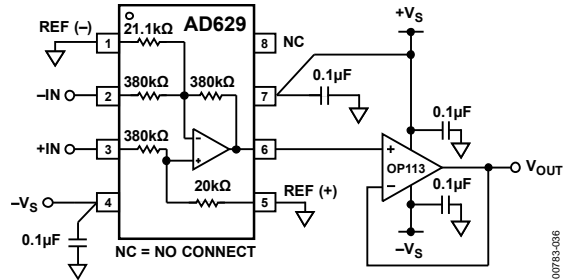 AD629
REF (–)
21.1kΩ
1
8
NC
+VS
–IN
380kΩ
380kΩ
2
7
0.1µF
+IN
380kΩ
3
6
0.1µF
+
–
OP113
VOUT
–
+
20kΩ
–VS
4
5
REF (+)
0.1µF
0.1µF
–VS
NC = NO CONNECT
00783-036